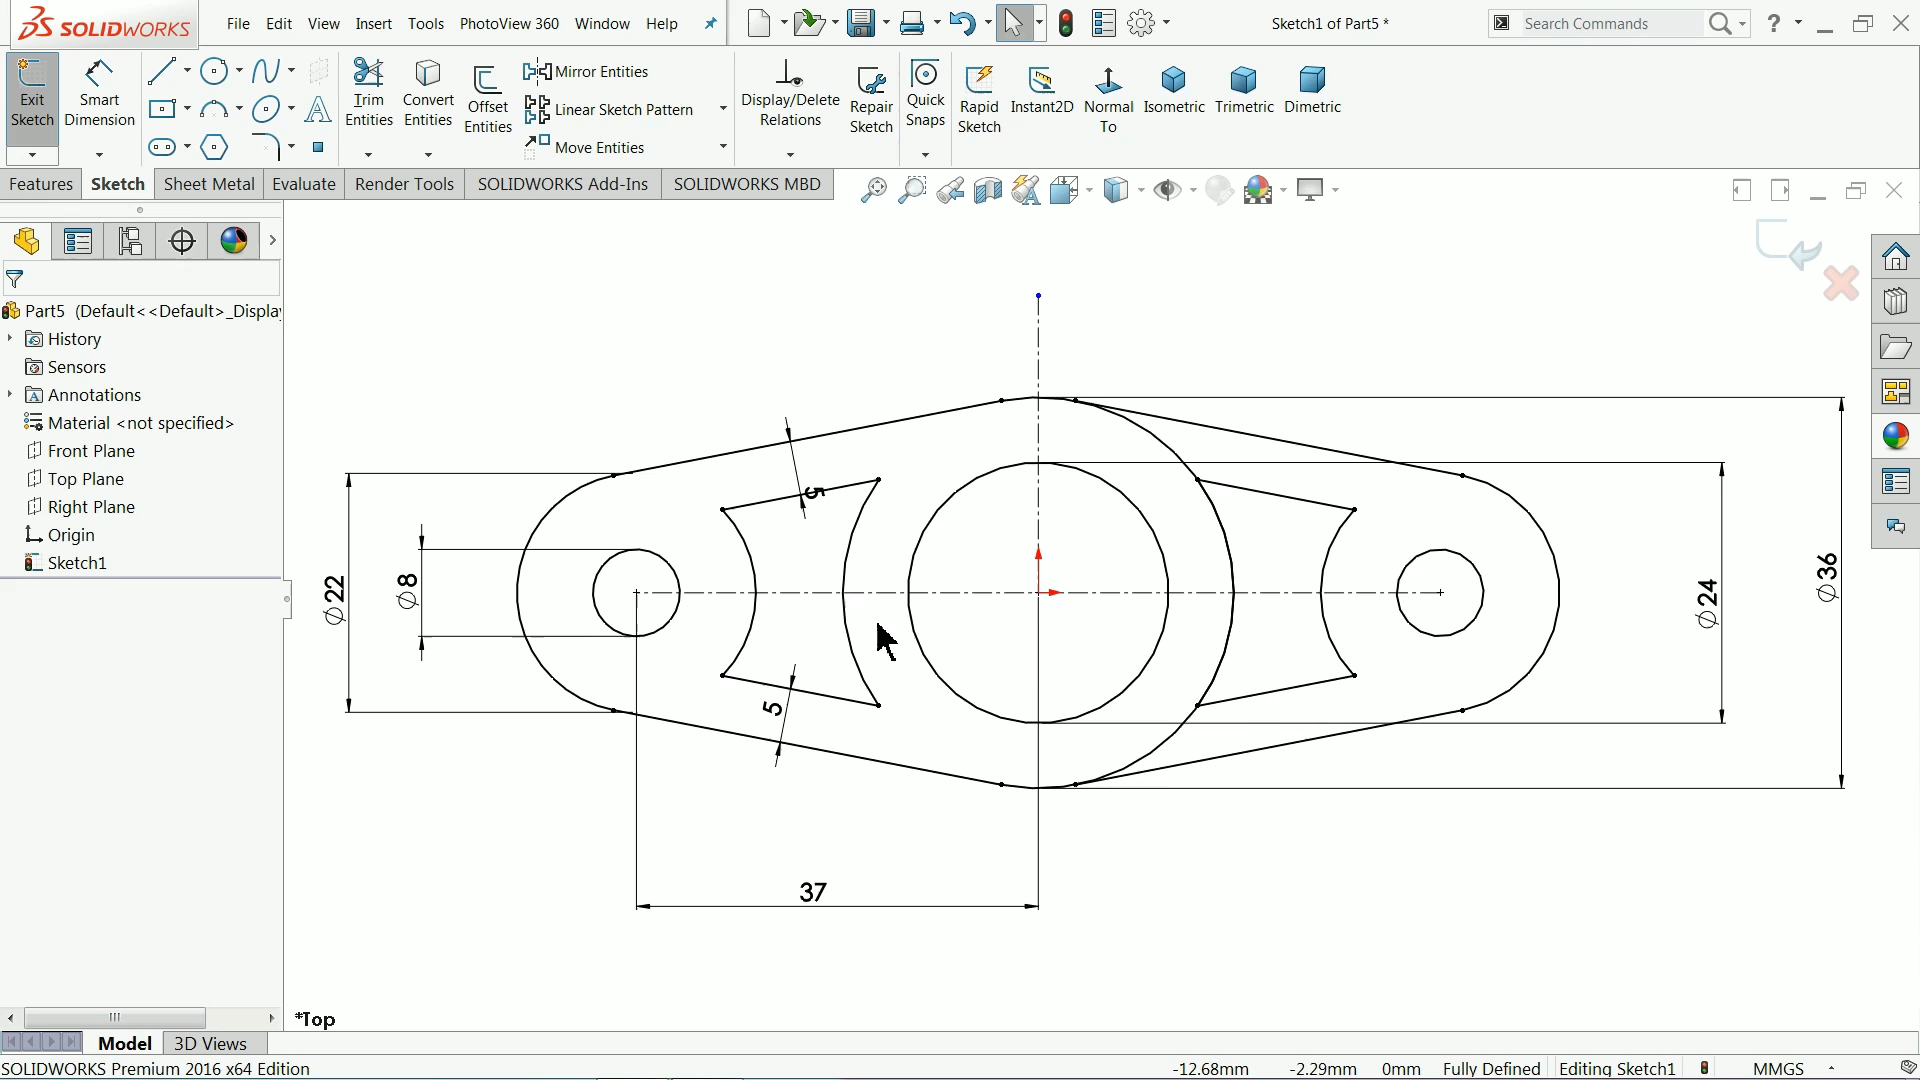 SOLIDWORKS File Edit View Insert Tools PhotoView 360 Window Help Sketch1 of Part5 * Search Commands ?
Exit Sketch
Smart Dimension
Trim Entities
Convert Entities
Offset Entities
Mirror Entities
Linear Sketch Pattern
Move Entities
Display/Delete Relations
Repair Sketch
Quick Snaps
Rapid Sketch
Instant2D
Normal To
Isometric
Trimetric
Dimetric
Features Sketch Sheet Metal Evaluate Render Tools SOLIDWORKS Add-Ins SOLIDWORKS MBD
Part5 (Default<<Default>_Displa
History
Sensors
Annotations
Material <not specified>
Front Plane
Top Plane
Right Plane
Origin
Sketch1
5
∅22
∅8
5
∅24
∅36
37
*Top
Model 3D Views
SOLIDWORKS Premium 2016 x64 Edition -12.68mm -2.29mm 0mm Fully Defined Editing Sketch1 MMGS